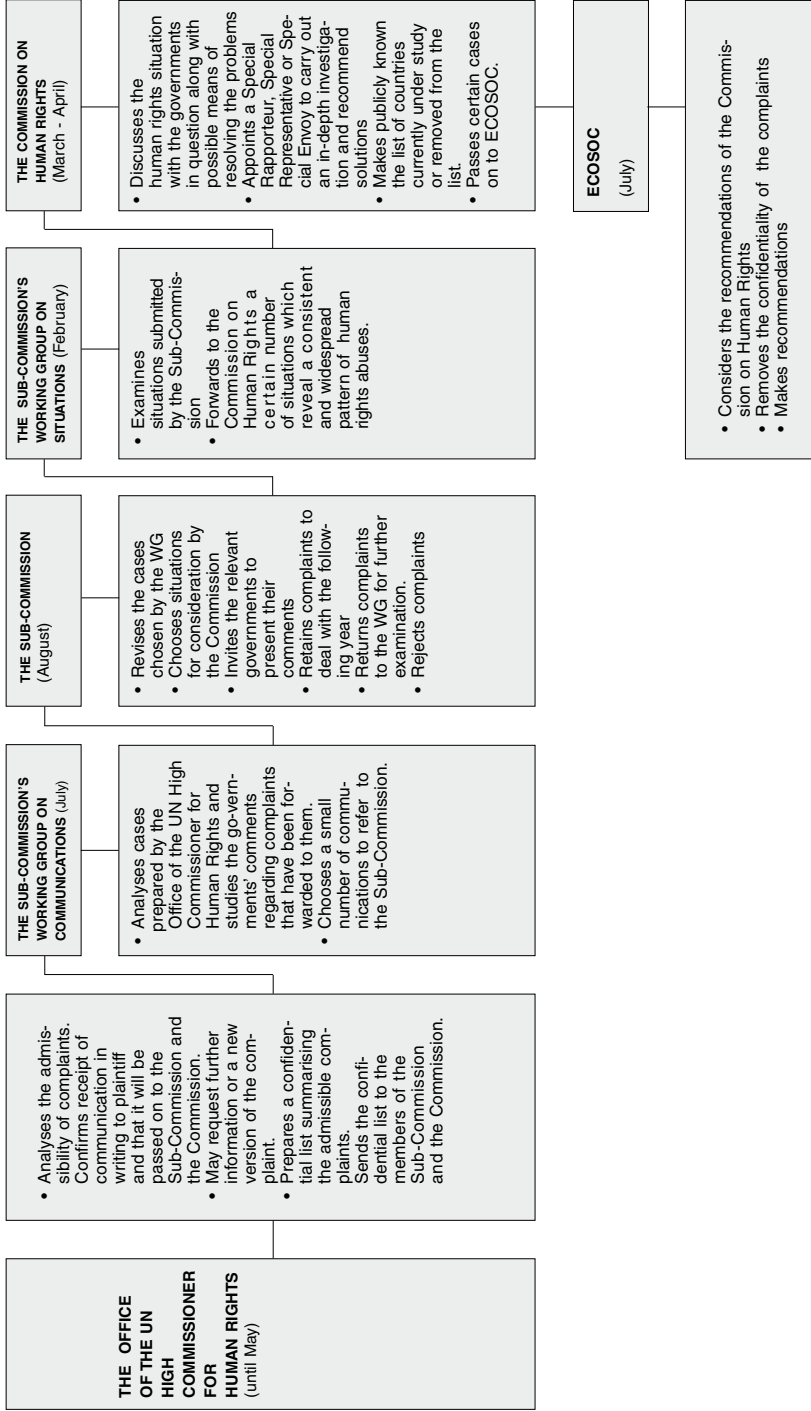 THE OFFICE
OF THE UN
HIGH
COMMISSIONER
FOR
HUMAN RIGHTS
(until May)
• Analyses the admis-
sibility of complaints.
Confirms receipt of
communication in
writing to plaintiff
and that it will be
passed on to the
Sub-Commission and
the Commission.
• May request further
information or a new
version of the com-
plaint.
• Prepares a confiden-
tial list summarising
the admissible com-
plaints.
Sends the confi-
dential list to the
members of the
Sub-Commission
and the Commission.
THE SUB-COMMISSION'S
WORKING GROUP ON
COMMUNICATIONS (July)
• Analyses cases
prepared by the
Office of the UN High
Commissioner for
Human Rights and
studies the go-vern-
ments' comments
regarding complaints
that have been for-
warded to them.
• Chooses a small
number of commu-
nications to refer to
the Sub-Commission.
THE SUB-COMMISSION
(August)
• Revises the cases
chosen by the WG
• Chooses situations
for consideration by
the Commission
• Invites the relevant
governments to
present their
comments
• Retains complaints to
deal with the follow-
ing year
• Returns complaints
to the WG for further
examination.
• Rejects complaints
THE SUB-COMMISSION'S
WORKING GROUP ON
SITUATIONS (February)
• Examines
situations submitted
by the Sub-Commis-
sion
• Forwards to the
Commission on
Human Rights a
certain number
of situations which
reveal a consistent
and widespread
pattern of human
rights abuses.
THE COMMISSION ON
HUMAN RIGHTS
(March - April)
• Discusses the
human rights situation
with the governments
in question along with
possible means of
resolving the problems
• Appoints a Special
Rapporteur, Special
Representative or Spe-
cial Envoy to carry out
an in-depth investiga-
tion and recommend
solutions
• Makes publicly known
the list of countries
currently under study
or removed from the
list.
• Passes certain cases
on to ECOSOC.
ECOSOC
(July)
• Considers the recommendations of the Commis-
sion on Human Rights
• Removes the confidentiality of the complaints
• Makes recommendations